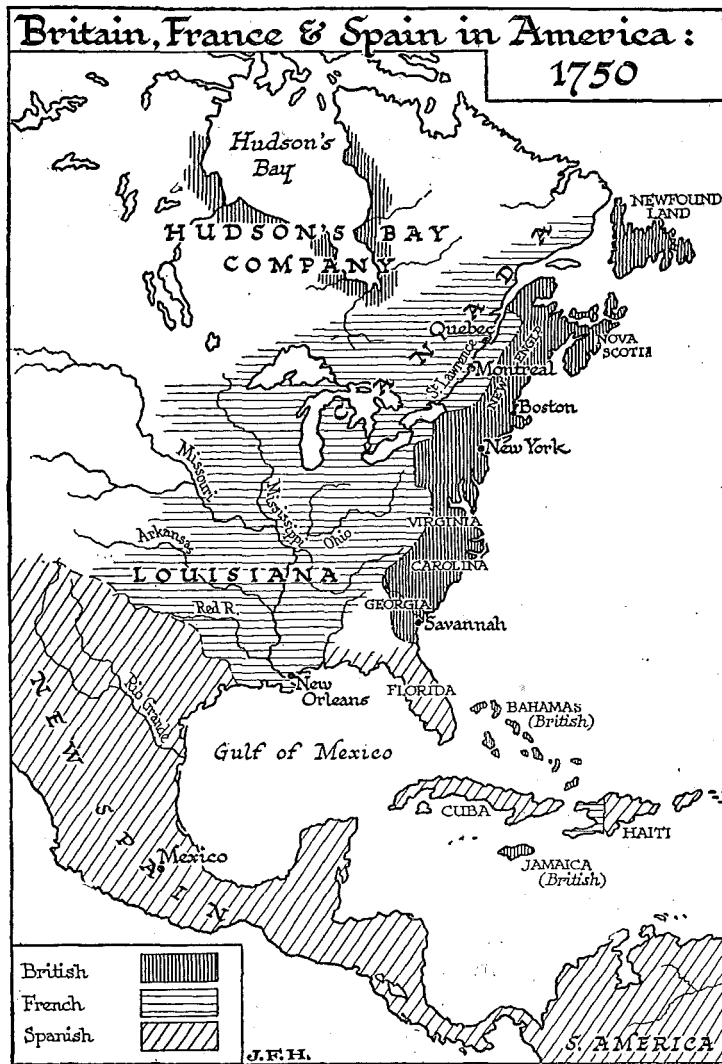 Britain, France & Spain in America:
1750
Hudson's
Bay
NEWFOUND
LAND
HUDSON'S BAY
COMPANY
CANADA
Quebec
NOVA
SCOTIA
St. Lawrence
Montreal
NEW ENGLD
Boston
New York
Missouri
Mississippi
Ohio
VIRGINIA
Arkansas
CAROLINA
LOUISIANA
GEORGIA
Red R.
Savannah
New
Orleans
FLORIDA
Rio Grande
BAHAMAS
(British)
NEW SPAIN
Gulf of Mexico
CUBA
HAITI
Mexico
JAMAICA
(British)
British
French
Spanish
J.F.H.
S. AMERICA